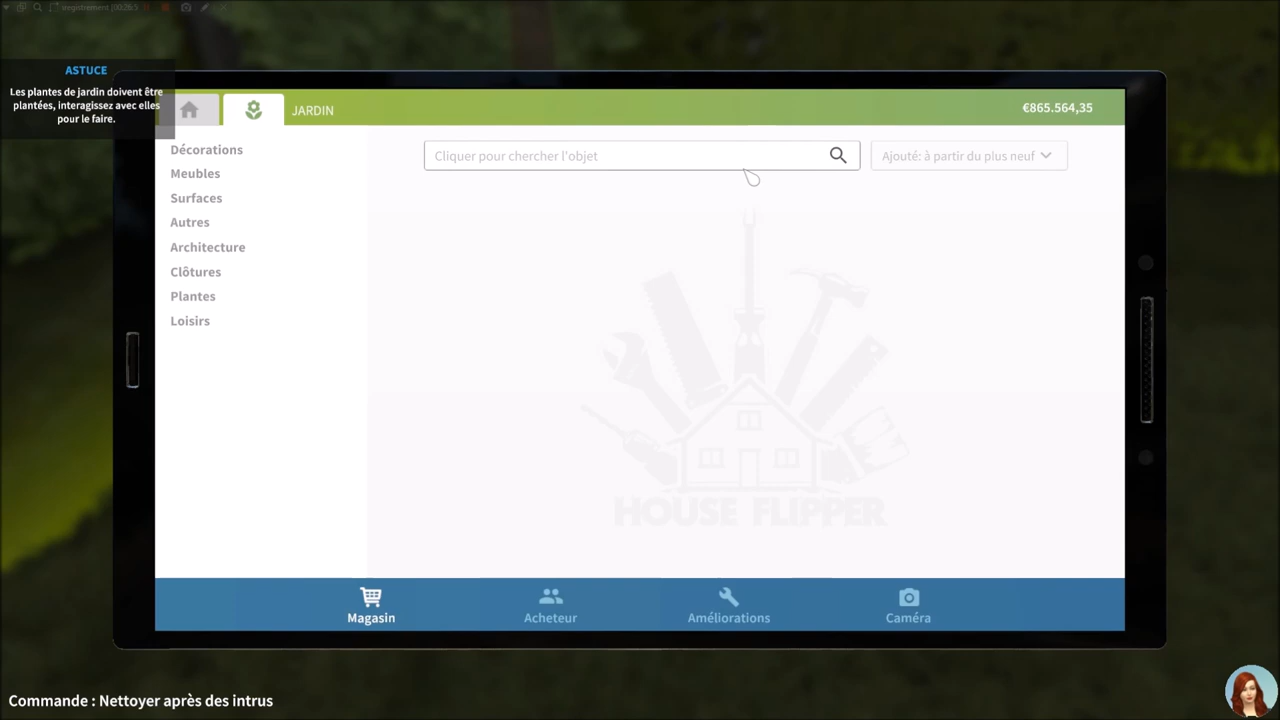 ASTUCE
Les plantes de jardin doivent être
plantées, interagissez avec elles
pour le faire.
JARDIN
€865.564,35
Décorations
Meubles
Surfaces
Autres
Architecture
Clôtures
Plantes
Loisirs
Cliquer pour chercher l'objet
Ajouté: à partir du plus neuf
HOUSE FLIPPER
Magasin
Acheteur
Améliorations
Caméra
Commande : Nettoyer après des intrus